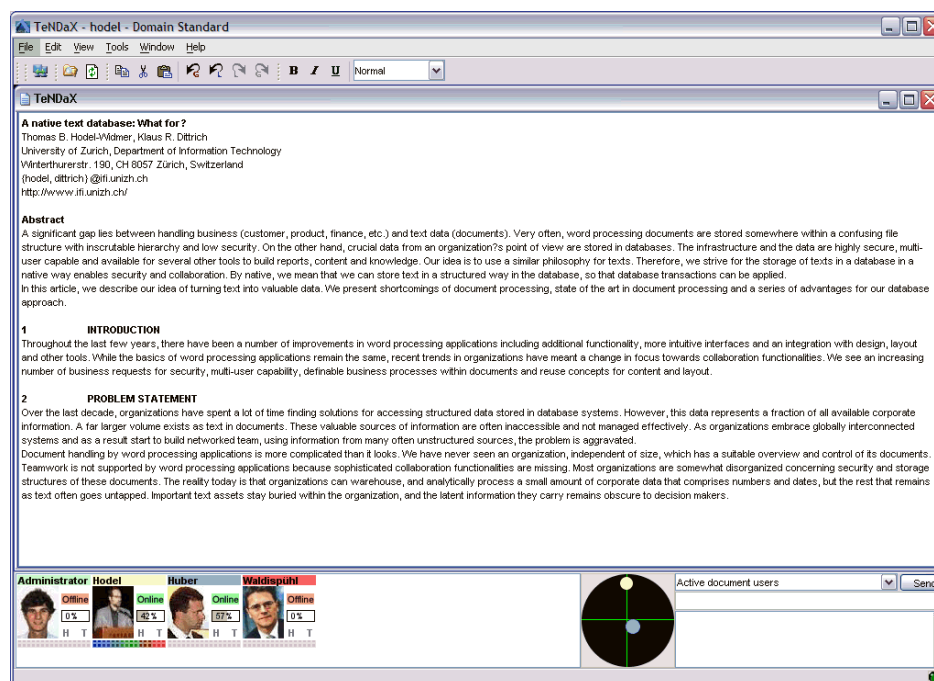 TeNDaX - hodel - Domain Standard
File Edit View Tools Window Help
B I U Normal
TeNDaX
A native text database: What for?
Thomas B. Hodel-Widmer, Klaus R. Dittrich
University of Zurich, Department of Information Technology
Winterthurerstr. 190, CH 8057 Zürich, Switzerland
{hodel, dittrich} @ifi.unizh.ch
http://www.ifi.unizh.ch/
Abstract
A significant gap lies between handling business (customer, product, finance, etc.) and text data (documents). Very often, word processing documents are stored somewhere within a confusing file
structure with inscrutable hierarchy and low security. On the other hand, crucial data from an organization?s point of view are stored in databases. The infrastructure and the data are highly secure, multi-
user capable and available for several other tools to build reports, content and knowledge. Our idea is to use a similar philosophy for texts. Therefore, we strive for the storage of texts in a database in a
native way enables security and collaboration. By native, we mean that we can store text in a structured way in the database, so that database transactions can be applied.
In this article, we describe our idea of turning text into valuable data. We present shortcomings of document processing, state of the art in document processing and a series of advantages for our database
approach.
1 INTRODUCTION
Throughout the last few years, there have been a number of improvements in word processing applications including additional functionality, more intuitive interfaces and an integration with design, layout
and other tools. While the basics of word processing applications remain the same, recent trends in organizations have meant a change in focus towards collaboration functionalities. We see an increasing
number of business requests for security, multi-user capability, definable business processes within documents and reuse concepts for content and layout.
2 PROBLEM STATEMENT
Over the last decade, organizations have spent a lot of time finding solutions for accessing structured data stored in database systems. However, this data represents a fraction of all available corporate
information. A far larger volume exists as text in documents. These valuable sources of information are often inaccessible and not managed effectively. As organizations embrace globally interconnected
systems and as a result start to build networked team, using information from many often unstructured sources, the problem is aggravated.
Document handling by word processing applications is more complicated than it looks. We have never seen an organization, independent of size, which has a suitable overview and control of its documents.
Teamwork is not supported by word processing applications because sophisticated collaboration functionalities are missing. Most organizations are somewhat disorganized concerning security and storage
structures of these documents. The reality today is that organizations can warehouse, and analytically process a small amount of corporate data that comprises numbers and dates, but the rest that remains
as text often goes untapped. Important text assets stay buried within the organization, and the latent information they carry remains obscure to decision makers.
Administrator Hodel Huber Waldispühl
Offline Online Online Offline
0% 42% 57% 0%
H T H T H T H T
Active document users
Send